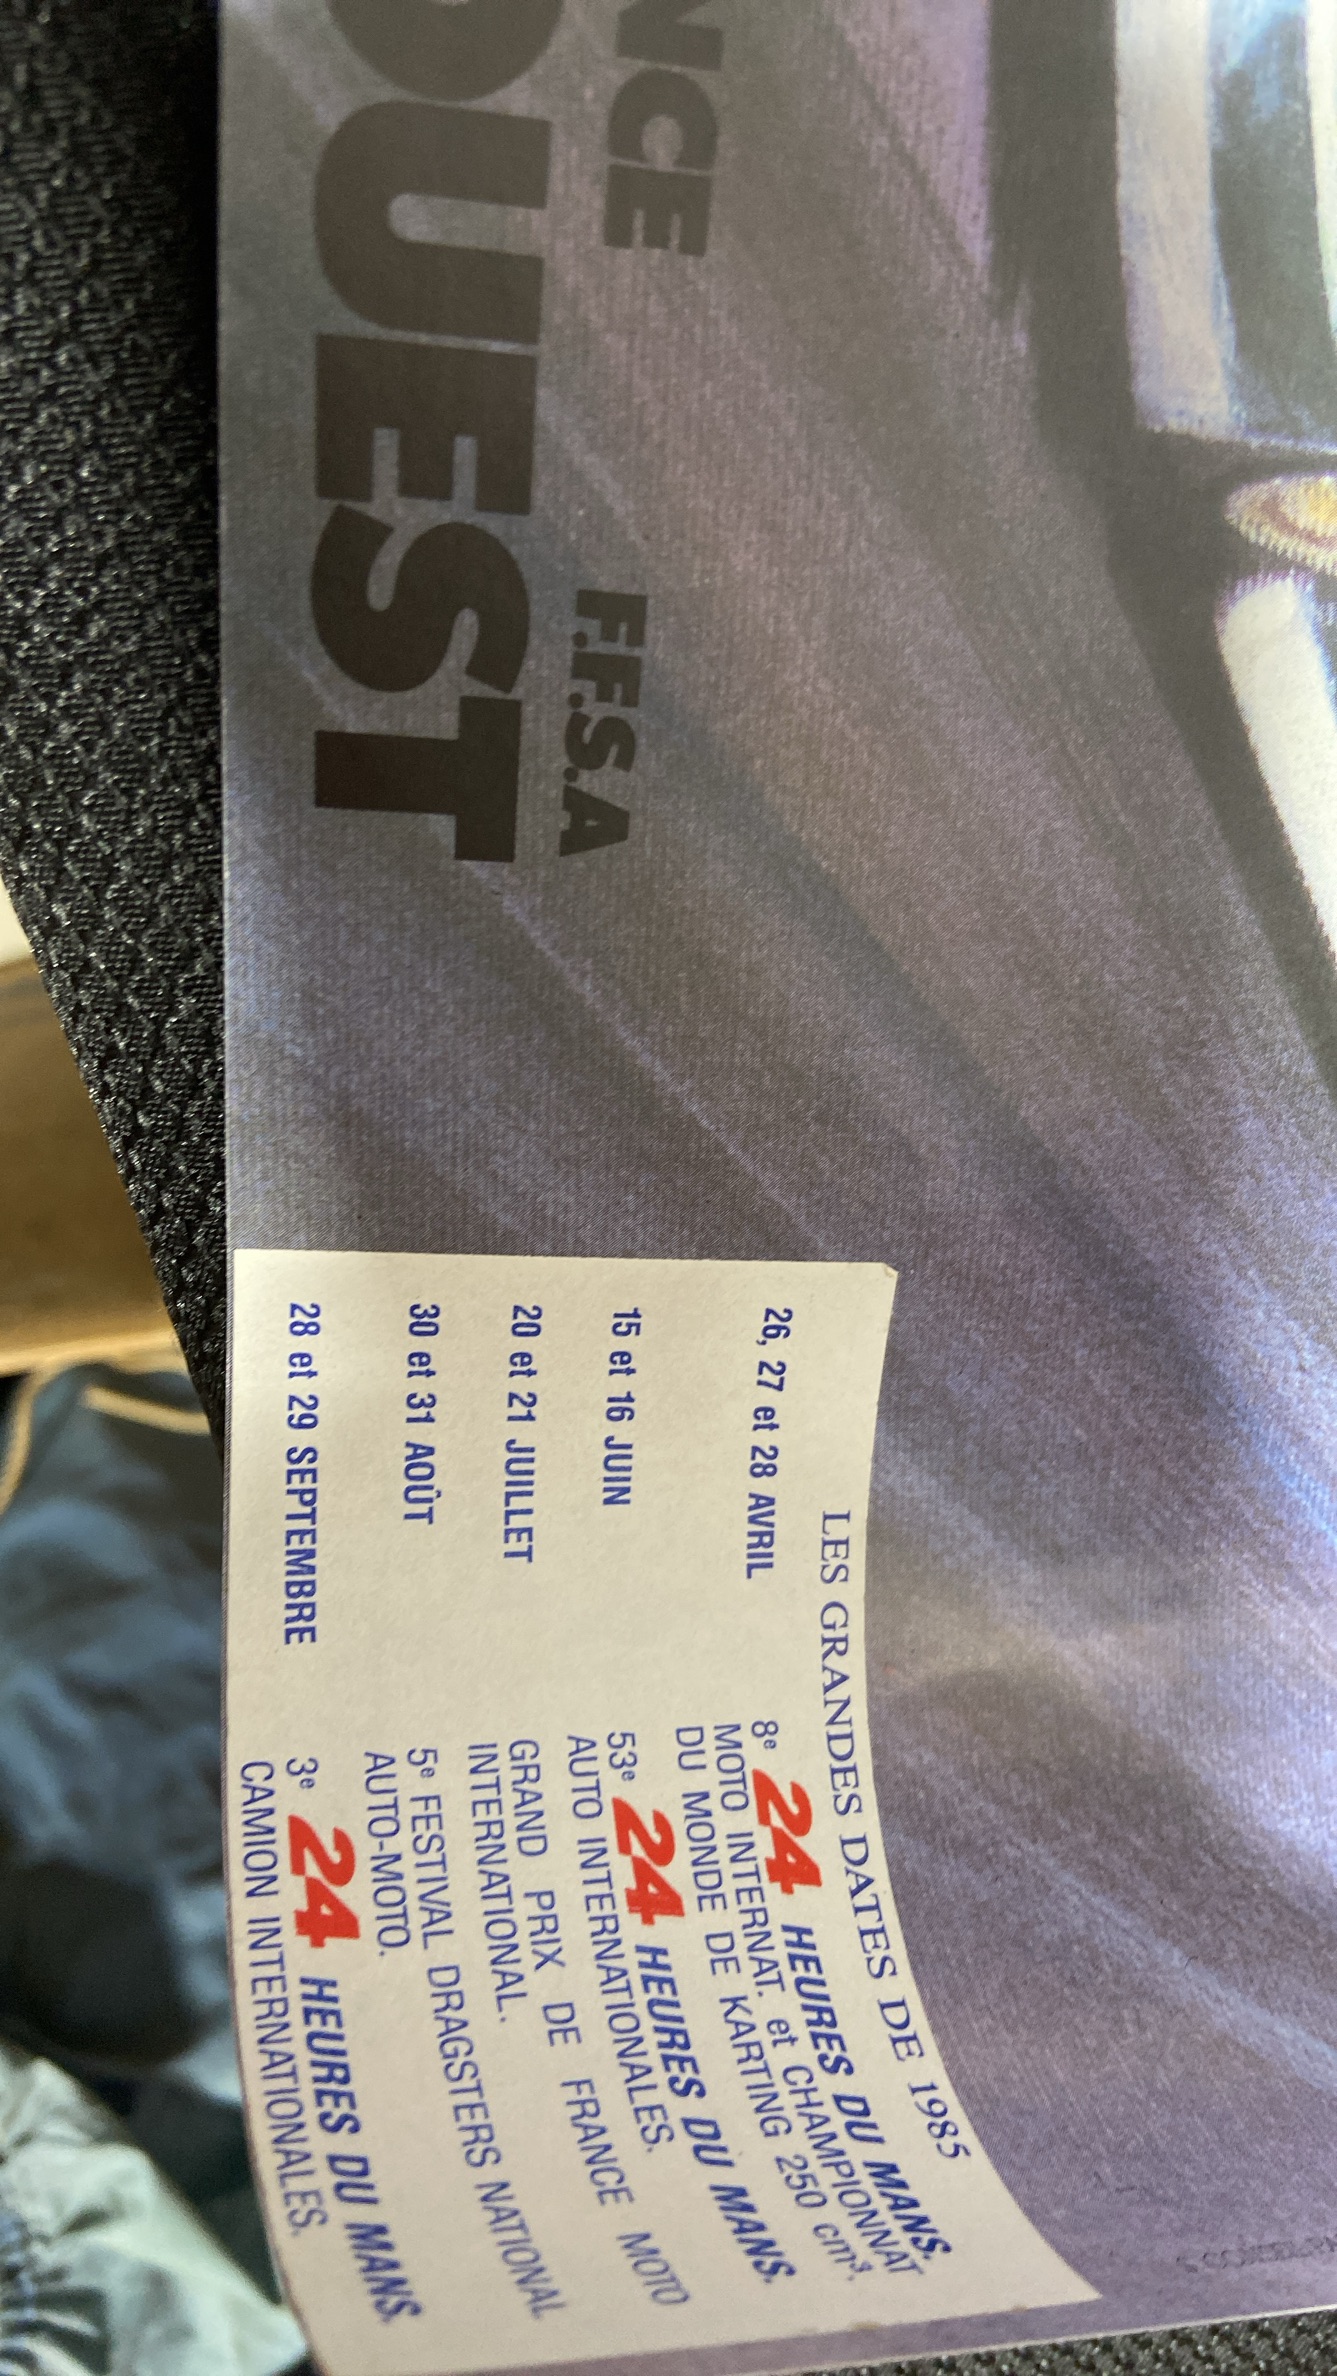 NCE
OUEST
F.F.S.A
LES GRANDES DATES DE 1985
26, 27 et 28 AVRIL 8e 24 HEURES DU MANS.
MOTO INTERNAT. et CHAMPIONNAT
DU MONDE DE KARTING 250 cm³.
15 et 16 JUIN 53e 24 HEURES DU MANS.
AUTO INTERNATIONALES.
20 et 21 JUILLET GRAND PRIX DE FRANCE MOTO
INTERNATIONAL.
30 et 31 AOÛT 5e FESTIVAL DRAGSTERS NATIONAL
AUTO-MOTO.
28 et 29 SEPTEMBRE 3e 24 HEURES DU MANS.
CAMION INTERNATIONALES.